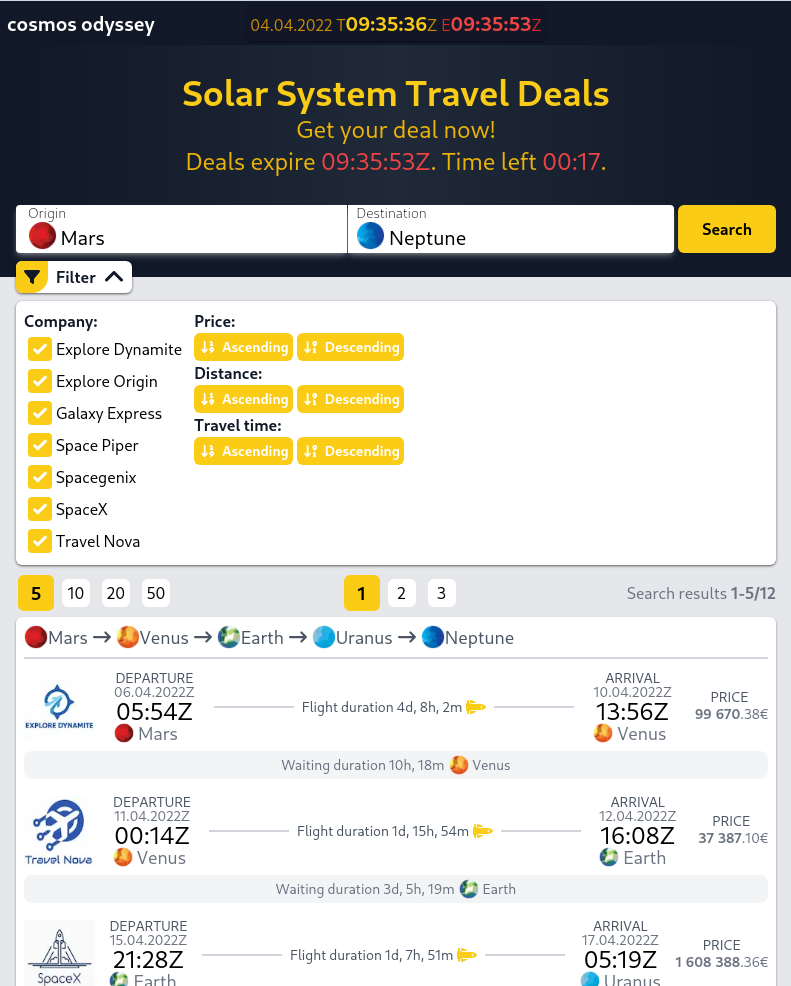 cosmos odyssey 04.04.2022 T09:35:36Z E09:35:53Z
Solar System Travel Deals
Get your deal now!
Deals expire 09:35:53Z. Time left 00:17.
Origin
Mars
Destination
Neptune
Search
Filter
Company:
Explore Dynamite
Explore Origin
Galaxy Express
Space Piper
Spacegenix
SpaceX
Travel Nova
Price:
Ascending Descending
Distance:
Ascending Descending
Travel time:
Ascending Descending
5 10 20 50 1 2 3 Search results 1-5/12
Mars → Venus → Earth → Uranus → Neptune
EXPLORE DYNAMITE
DEPARTURE
06.04.2022Z
05:54Z
Mars
Flight duration 4d, 8h, 2m
ARRIVAL
10.04.2022Z
13:56Z
Venus
PRICE
99 670.38€
Waiting duration 10h, 18m Venus
Travel Nova
DEPARTURE
11.04.2022Z
00:14Z
Venus
Flight duration 1d, 15h, 54m
ARRIVAL
12.04.2022Z
16:08Z
Earth
PRICE
37 387.10€
Waiting duration 3d, 5h, 19m Earth
SpaceX
DEPARTURE
15.04.2022Z
21:28Z
Earth
Flight duration 1d, 7h, 51m
ARRIVAL
17.04.2022Z
05:19Z
Uranus
PRICE
1 608 388.36€